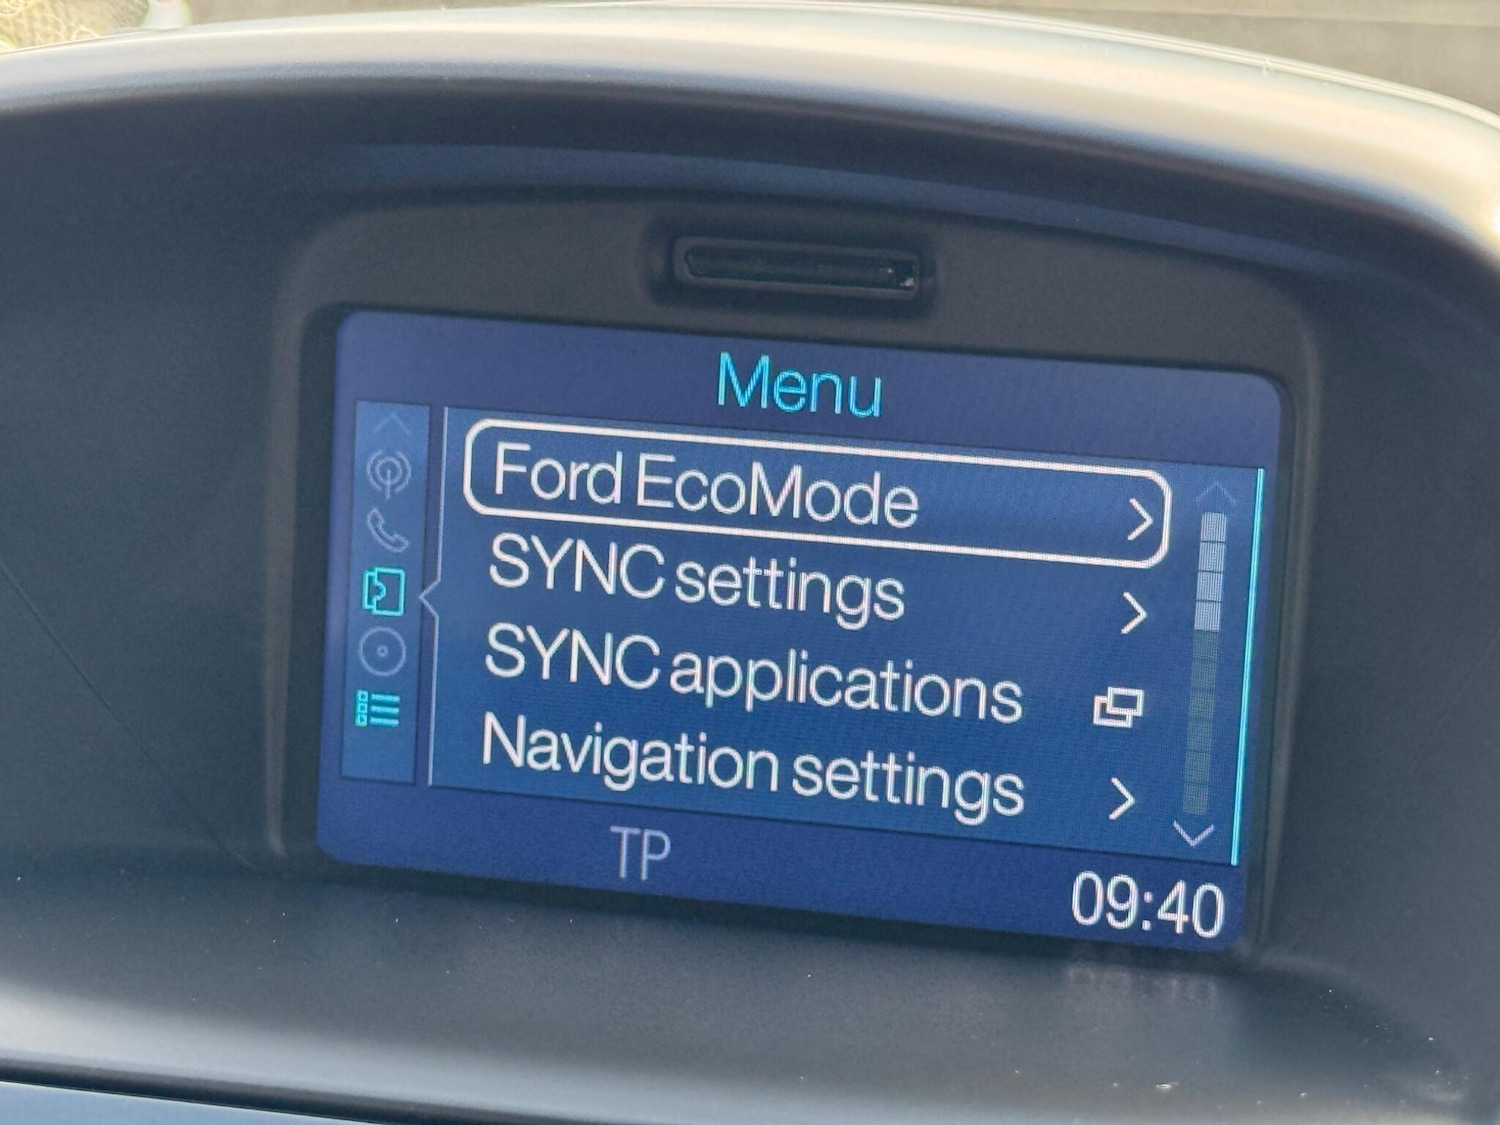 Menu
Ford EcoMode
SYNC settings
SYNC applications
Navigation settings
TP
09:40